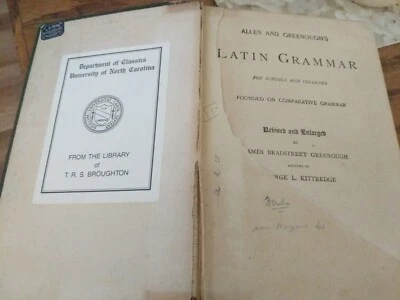 Department of Classics
University of North Carolina
FROM THE LIBRARY
of
T. R. S. BROUGHTON
ALLEN AND GREENOUGH'S
LATIN GRAMMAR
FOR SCHOOLS AND COLLEGES
FOUNDED ON COMPARATIVE GRAMMAR
Revised and Enlarged
BY
AMES BRADSTREET GREENOUGH
ASSISTED BY
RGE L. KITTREDGE